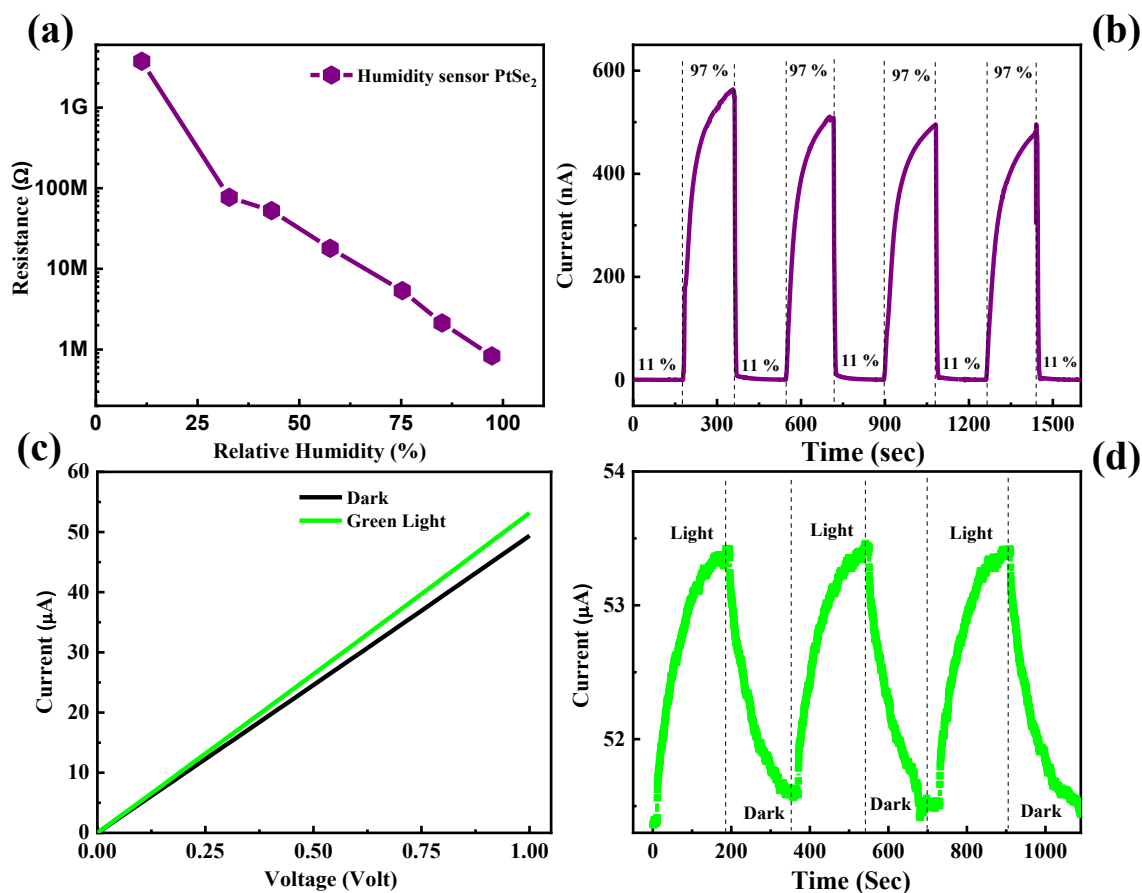 (a)
Humidity sensor PtSe₂
Resistance (Ω)
1G
100M
10M
1M
0 25 50 75 100
Relative Humidity (%)
(b)
97 % 97 % 97 % 97 %
11 % 11 % 11 % 11 % 11 %
Current (nA)
600
400
200
0
0 300 600 900 1200 1500
Time (sec)
(c)
Dark
Green Light
Current (µA)
60
50
40
30
20
10
0
0.00 0.25 0.50 0.75 1.00
Voltage (Volt)
(d)
Light Light Light
Dark Dark Dark
Current (µA)
54
53
52
0 200 400 600 800 1000
Time (Sec)